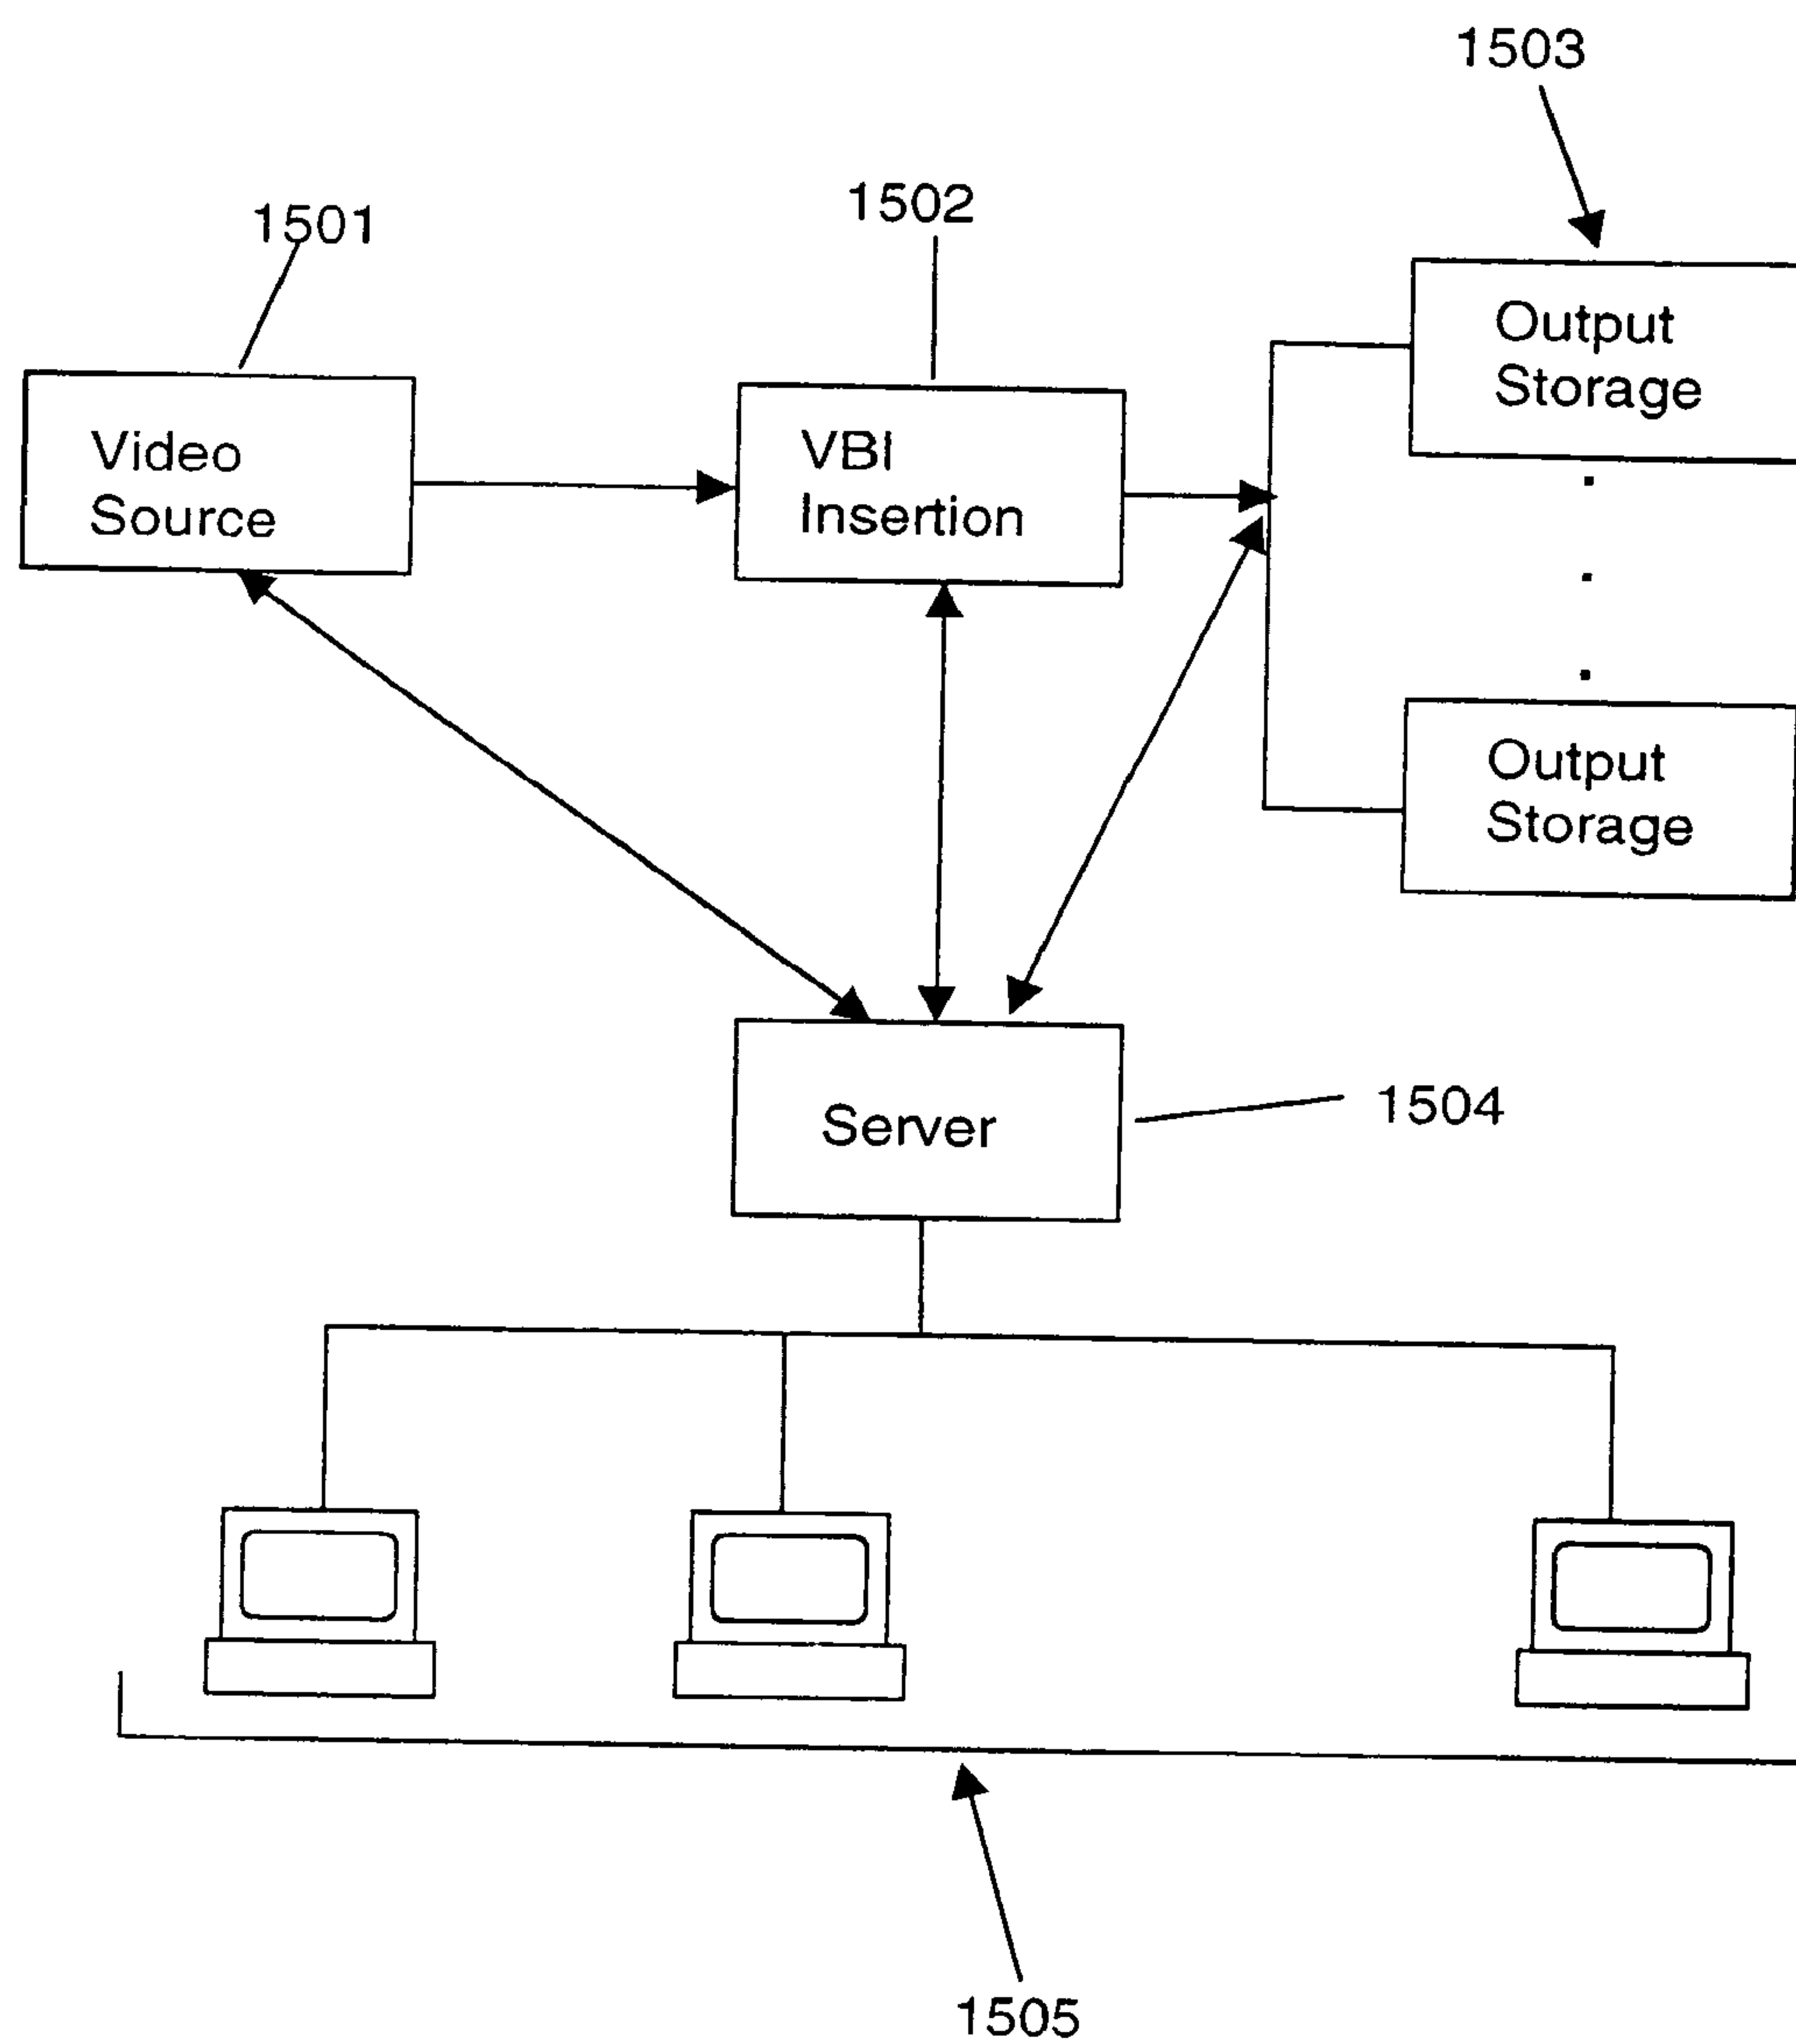 1503
1501
1502
Output
Storage
Video
Source
VBI
Insertion
Output
Storage
Server
1504
1505